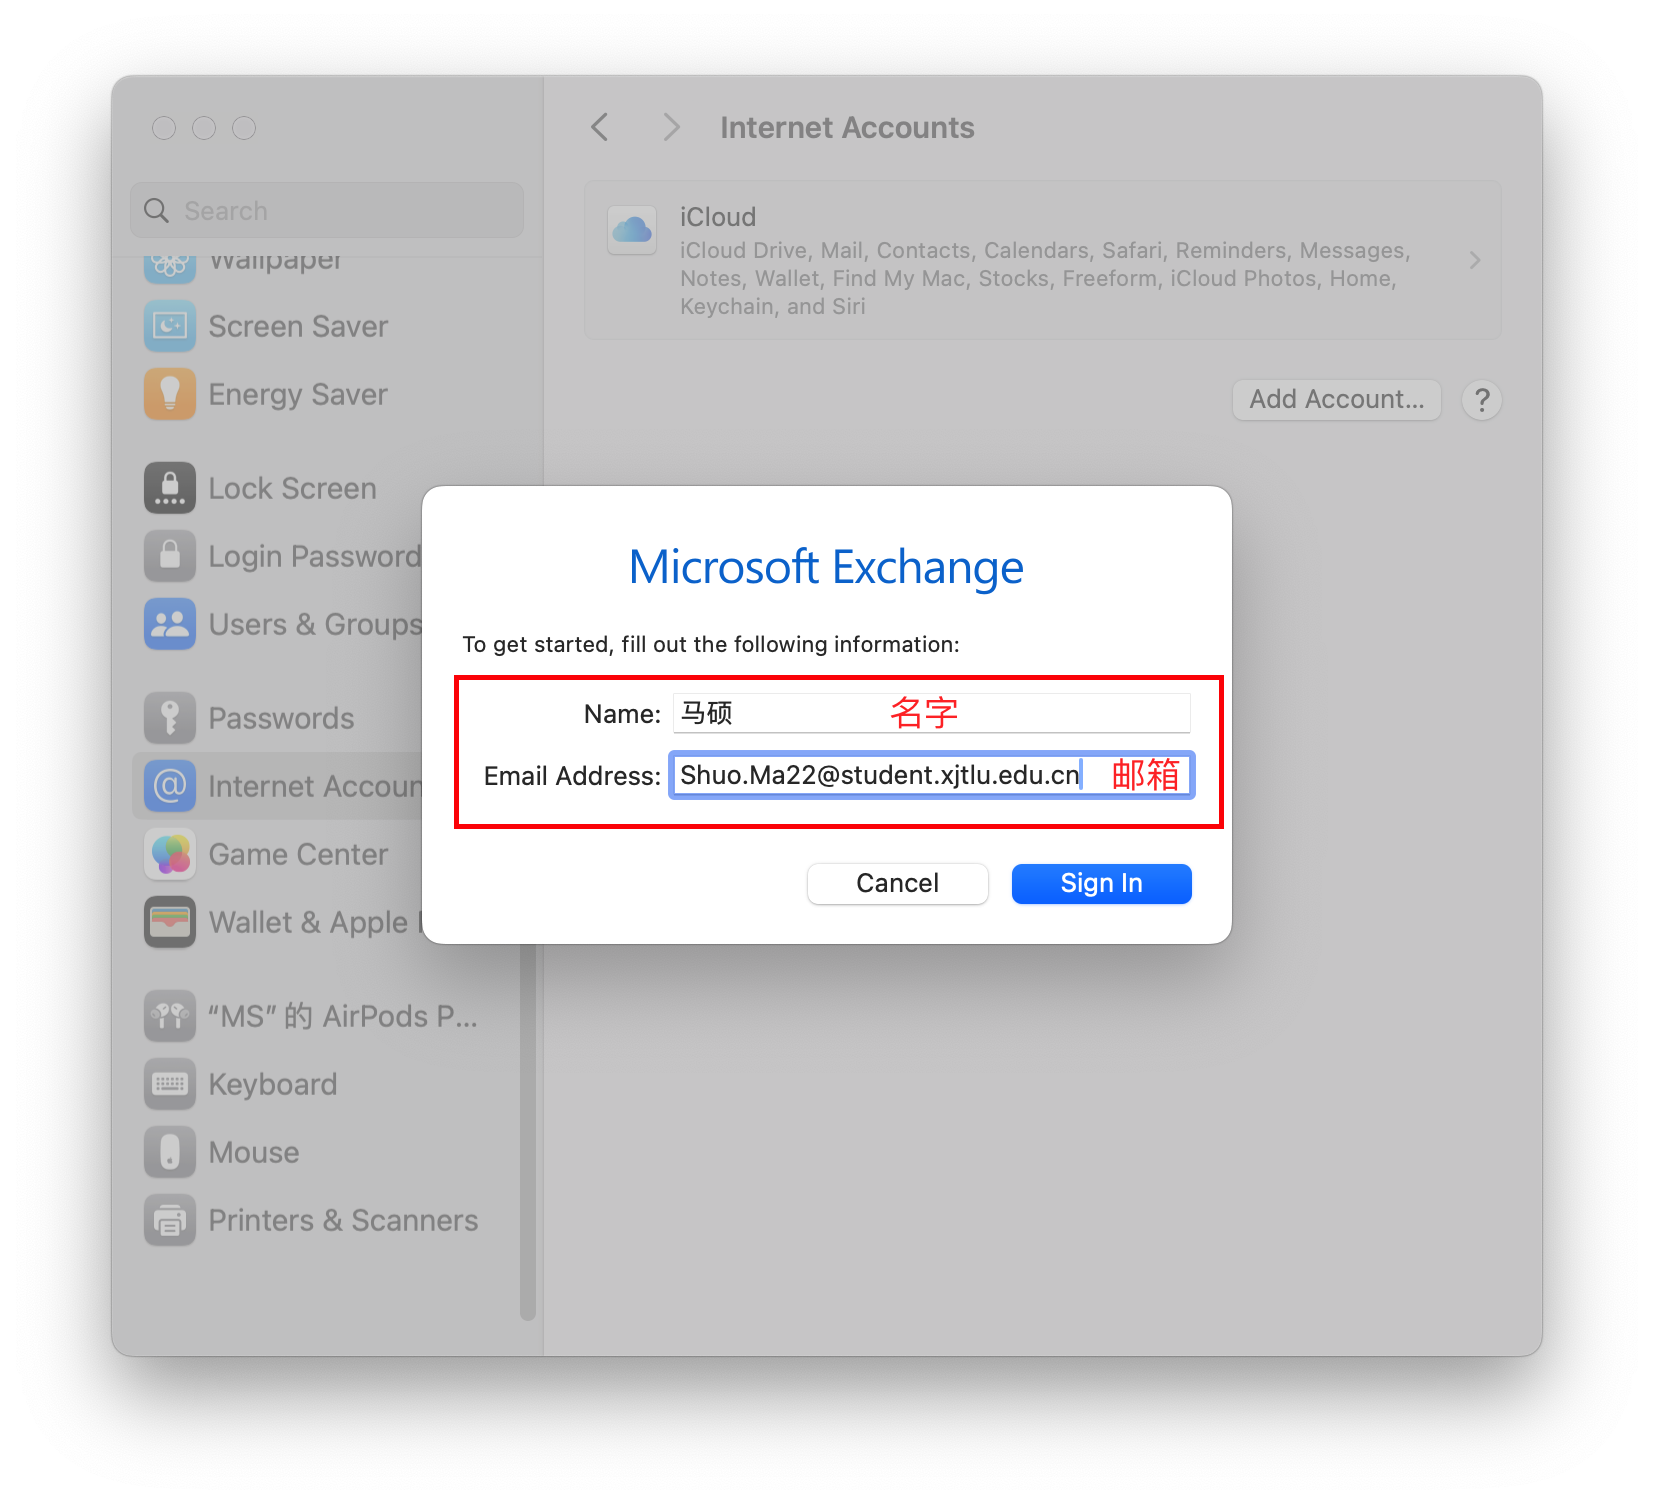 Internet Accounts
Search
Wallpaper
Screen Saver
Energy Saver
Lock Screen
Login Password
Users & Groups
Passwords
Internet Accoun
Game Center
Wallet & Apple
“MS” 的 AirPods P...
Keyboard
Mouse
Printers & Scanners
iCloud
iCloud Drive, Mail, Contacts, Calendars, Safari, Reminders, Messages,
Notes, Wallet, Find My Mac, Stocks, Freeform, iCloud Photos, Home,
Keychain, and Siri
Add Account... ?
Microsoft Exchange
To get started, fill out the following information:
Name: 马硕 名字
Email Address: Shuo.Ma22@student.xjtlu.edu.cn 邮箱
Cancel Sign In